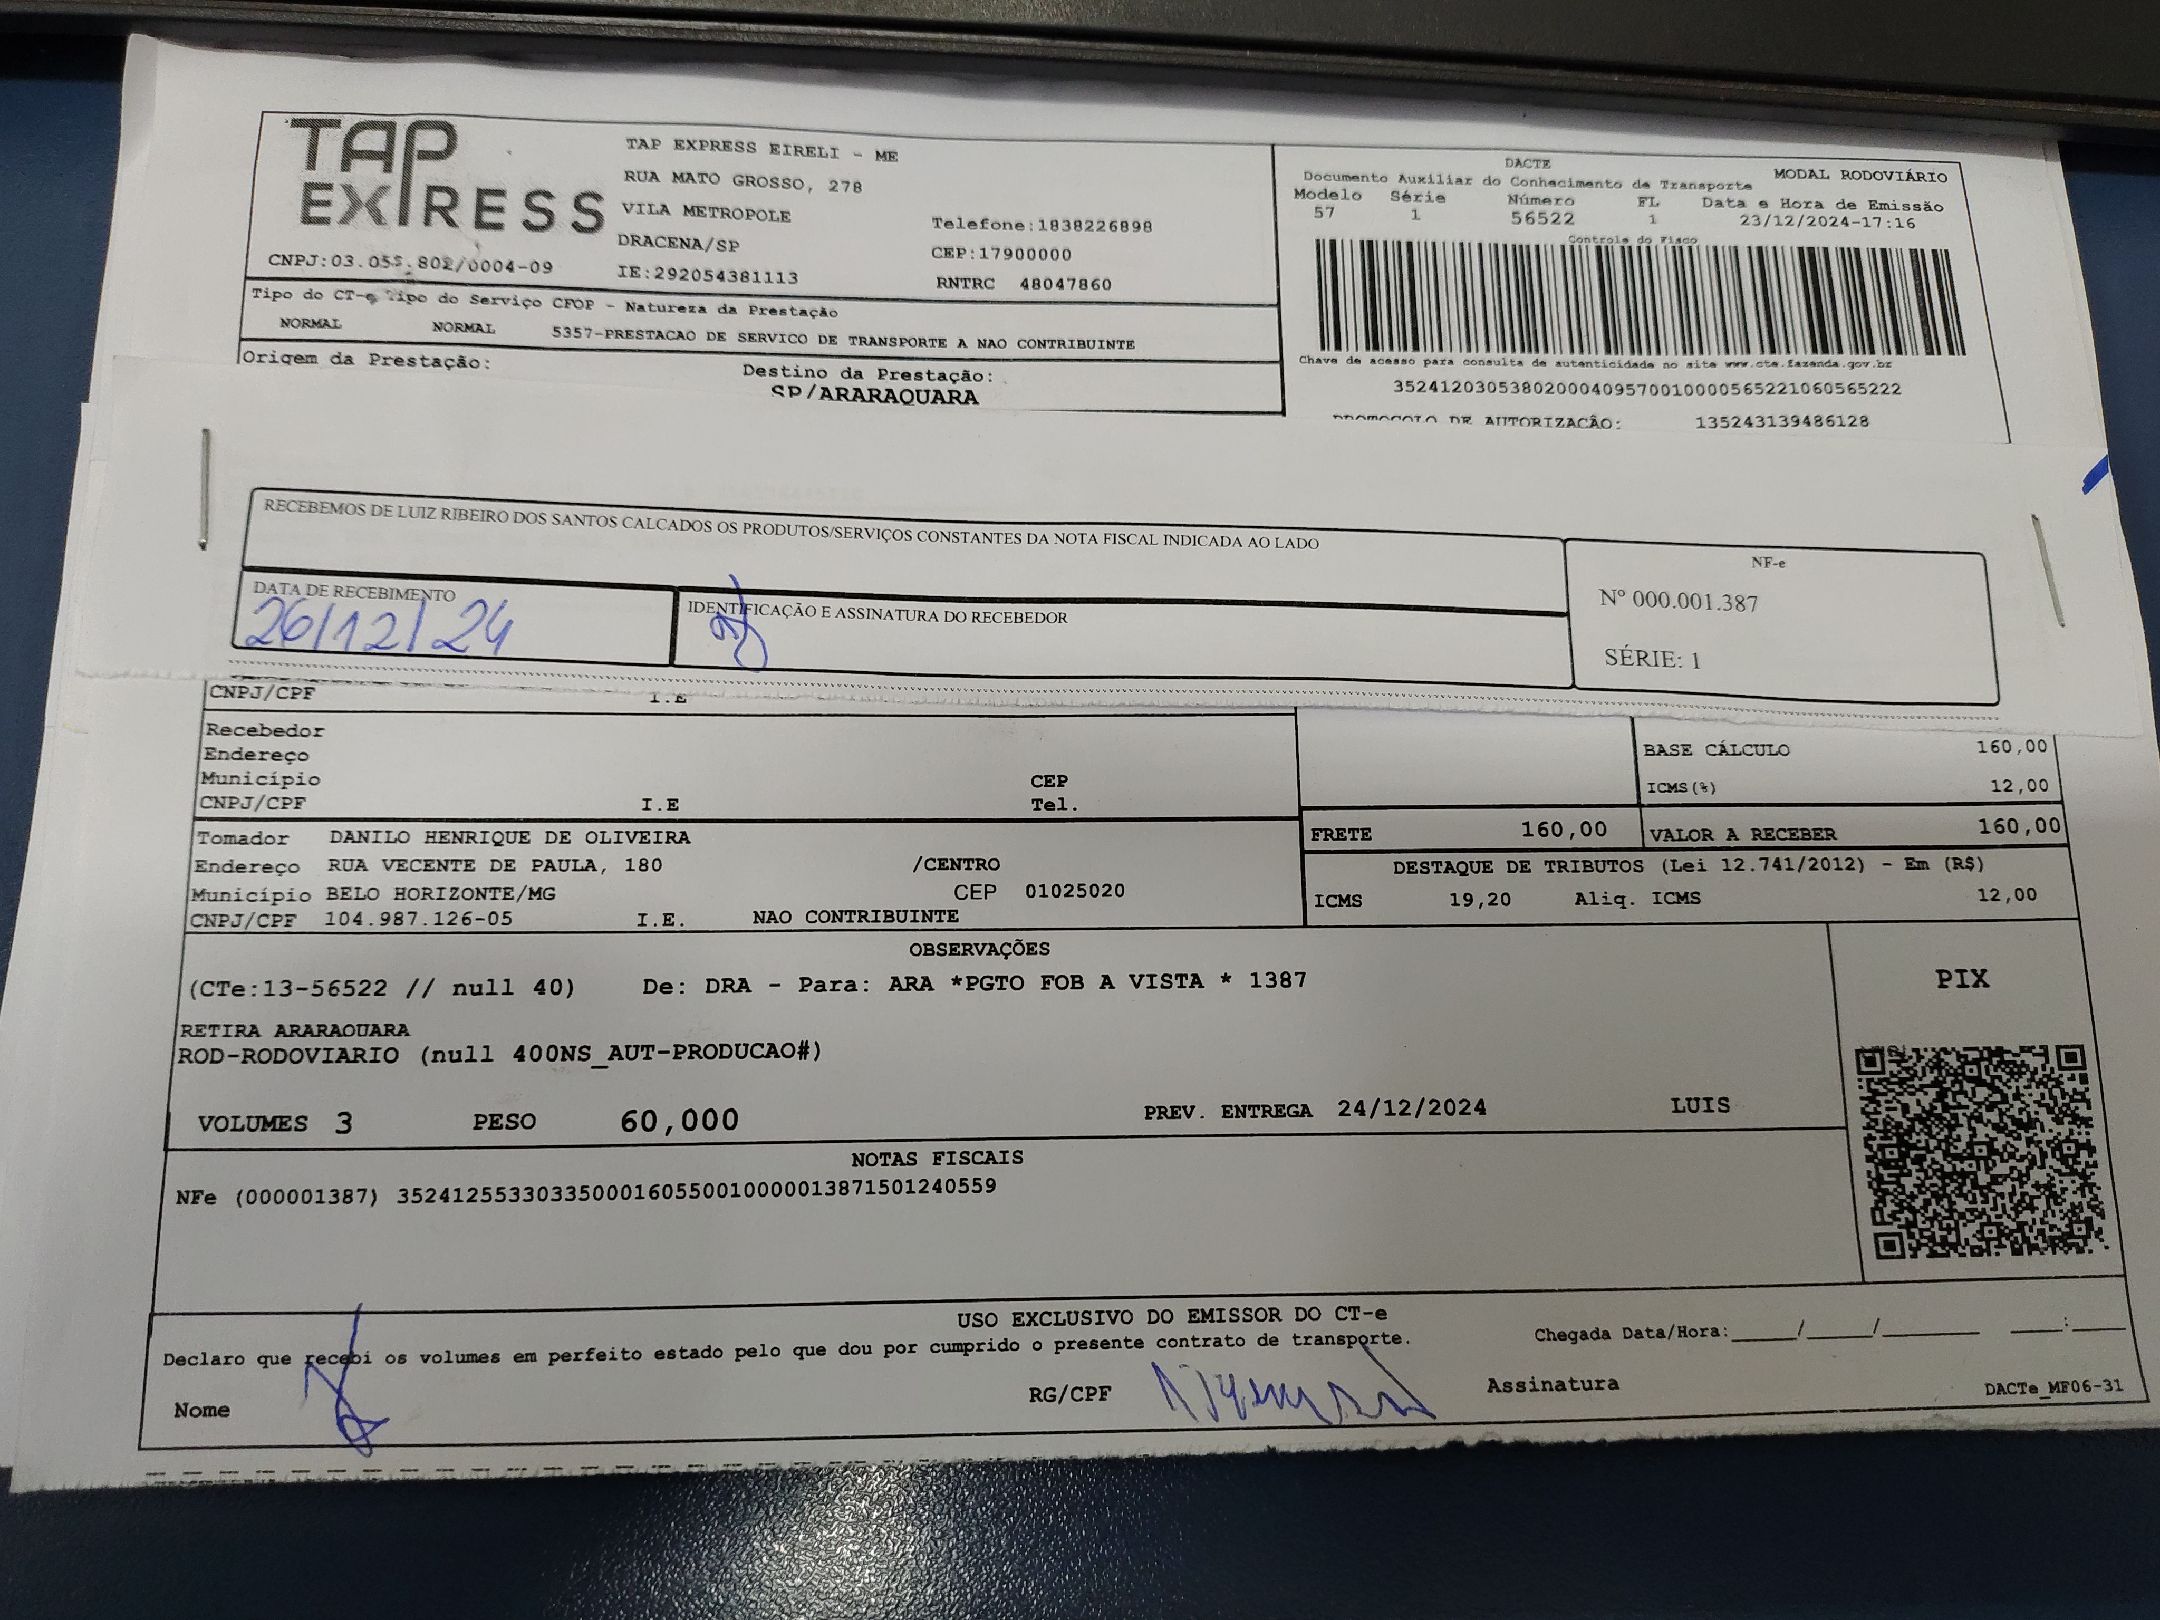 TAP EXPRESS
TAP EXPRESS EIRELI - ME
RUA MATO GROSSO, 278
VILA METROPOLE
Telefone:1838226898
DRACENA/SP
CEP:17900000
CNPJ:03.053.802/0004-09
IE:292054381113
RNTRC 48047860
DACTE
MODAL RODOVIÁRIO
Documento Auxiliar do Conhecimento de Transporte
Modelo Série Número FL Data e Hora de Emissão
57 1 56522 1 23/12/2024-17:16
Controle do Fisco
Tipo do CT-e Tipo do Serviço CFOP - Natureza da Prestação
NORMAL NORMAL 5357-PRESTACAO DE SERVICO DE TRANSPORTE A NAO CONTRIBUINTE
Origem da Prestação: Destino da Prestação:
SP/ARARAQUARA
Chave de acesso para consulta de autenticidade no site www.cte.fazenda.gov.br
35241203053802000409570010000565221060565222
PROTOCOLO DE AUTORIZACÂO: 135243139486128
RECEBEMOS DE LUIZ RIBEIRO DOS SANTOS CALCADOS OS PRODUTOS/SERVIÇOS CONSTANTES DA NOTA FISCAL INDICADA AO LADO
DATA DE RECEBIMENTO
26/12/24
IDENTIFICAÇÃO E ASSINATURA DO RECEBEDOR
NF-e
Nº 000.001.387
SÉRIE: 1
CNPJ/CPF I.E
Recebedor
Endereço
Município CEP
CNPJ/CPF I.E Tel.
BASE CÁLCULO 160,00
ICMS(%) 12,00
FRETE 160,00 VALOR A RECEBER 160,00
Tomador DANILO HENRIQUE DE OLIVEIRA
Endereço RUA VECENTE DE PAULA, 180 /CENTRO
Município BELO HORIZONTE/MG CEP 01025020
CNPJ/CPF 104.987.126-05 I.E. NAO CONTRIBUINTE
DESTAQUE DE TRIBUTOS (Lei 12.741/2012) - Em (R$)
ICMS 19,20 Aliq. ICMS 12,00
OBSERVAÇÕES
(CTe:13-56522 // null 40) De: DRA - Para: ARA *PGTO FOB A VISTA * 1387
RETIRA ARARAQUARA
ROD-RODOVIARIO (null 400NS_AUT-PRODUCAO#)
PIX
VOLUMES 3 PESO 60,000 PREV. ENTREGA 24/12/2024 LUIS
NOTAS FISCAIS
NFe (000001387) 35241255330335000160550010000013871501240559
USO EXCLUSIVO DO EMISSOR DO CT-e
Declaro que recebi os volumes em perfeito estado pelo que dou por cumprido o presente contrato de transporte.
Chegada Data/Hora:_____/_____/________ ____:____
Nome RG/CPF Assinatura
DACTe_MF06-31